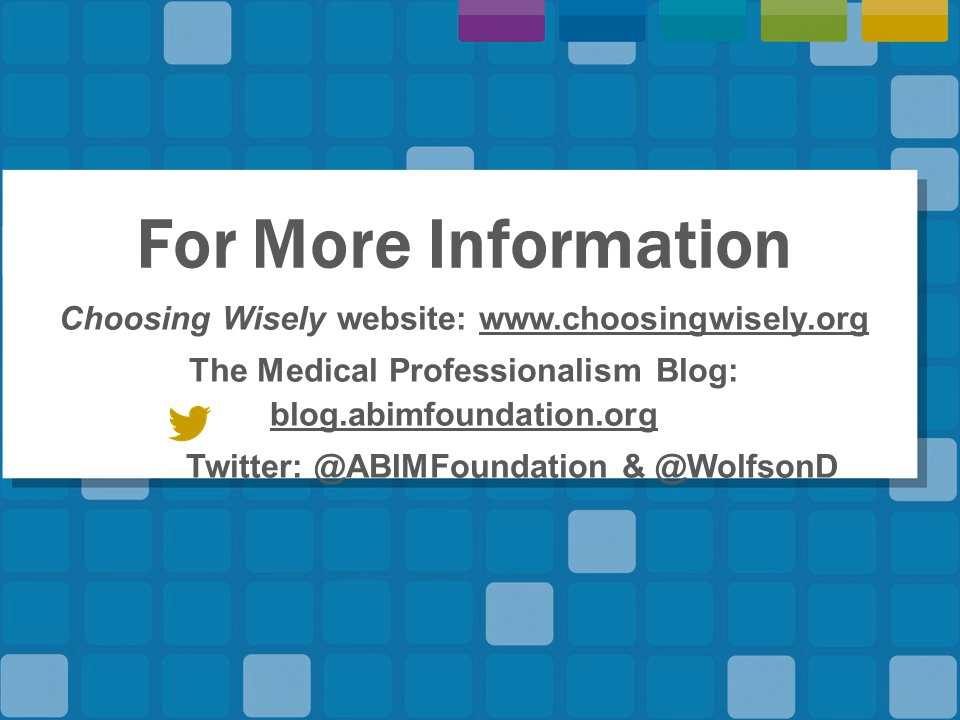 For More Information
Choosing Wisely website: www.choosingwisely.org
The Medical Professionalism Blog:
blog.abimfoundation.org
Twitter: @ABIMFoundation & @WolfsonD